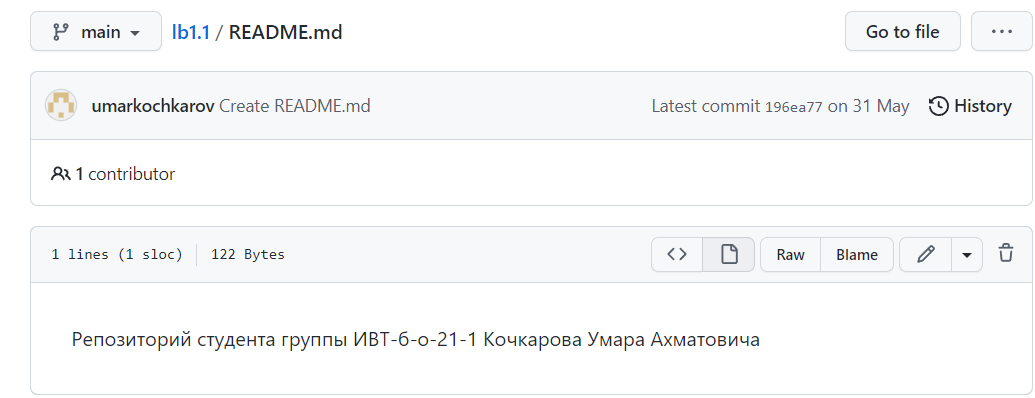 main lb1.1 / README.md Go to file ...
umarkochkarov Create README.md Latest commit 196ea77 on 31 May History
1 contributor
1 lines (1 sloc) 122 Bytes <> Raw Blame
Репозиторий студента группы ИВТ-б-о-21-1 Кочкарова Умара Ахматовича